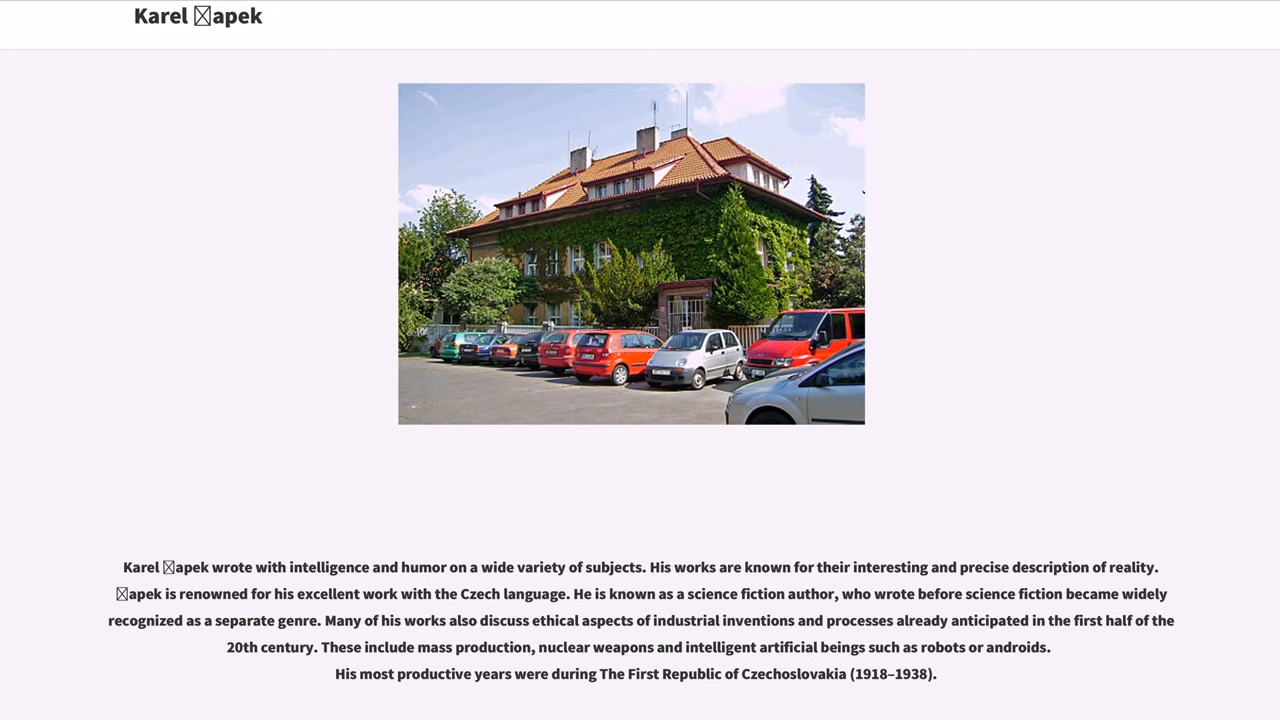 Karel ☒apek
Karel ☒apek wrote with intelligence and humor on a wide variety of subjects. His works are known for their interesting and precise description of reality.
☒apek is renowned for his excellent work with the Czech language. He is known as a science fiction author, who wrote before science fiction became widely
recognized as a separate genre. Many of his works also discuss ethical aspects of industrial inventions and processes already anticipated in the first half of the
20th century. These include mass production, nuclear weapons and intelligent artificial beings such as robots or androids.
His most productive years were during The First Republic of Czechoslovakia (1918–1938).